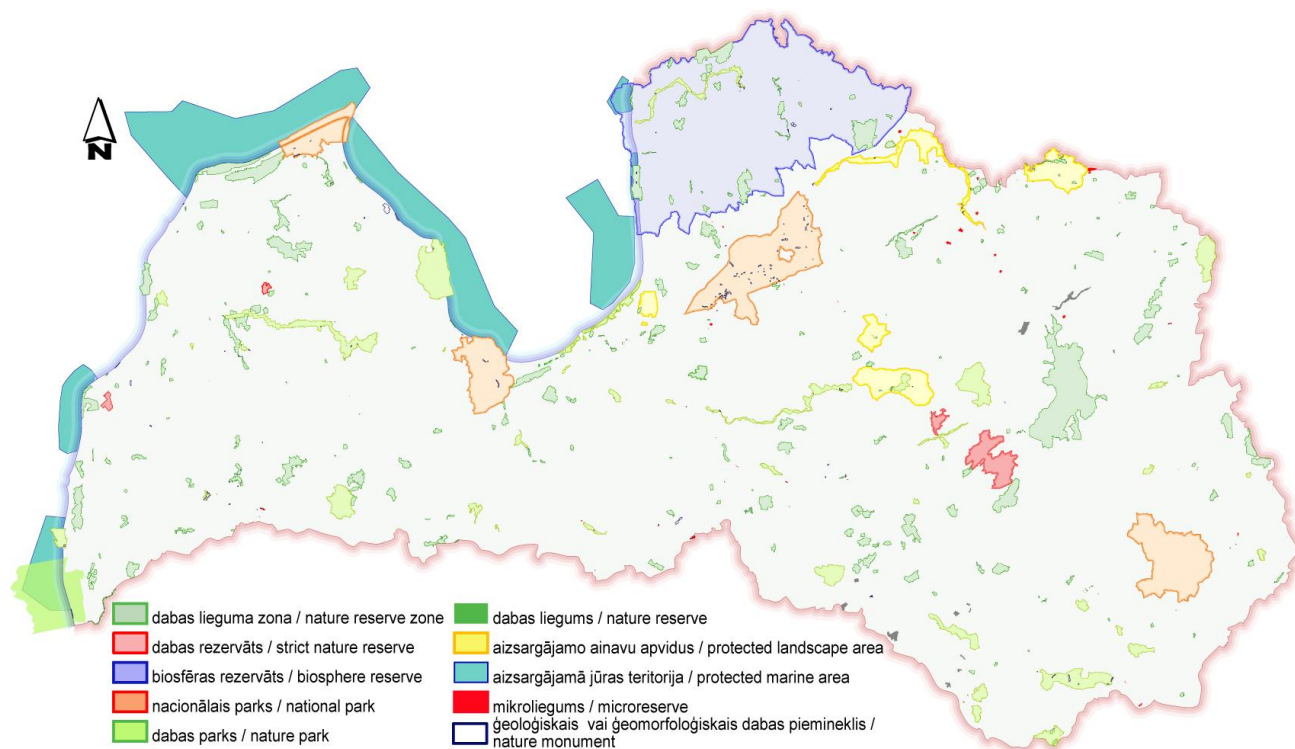 N
dabas lieguma zona / nature reserve zone
dabas rezervāts / strict nature reserve
biosfēras rezervāts / biosphere reserve
nacionālais parks / national park
dabas parks / nature park
dabas liegums / nature reserve
aizsargājamo ainavu apvidus / protected landscape area
aizsargājamā jūras teritorija / protected marine area
mikroliegums / microreserve
ģeoloģiskais vai ģeomorfoloģiskais dabas piemineklis /
nature monument